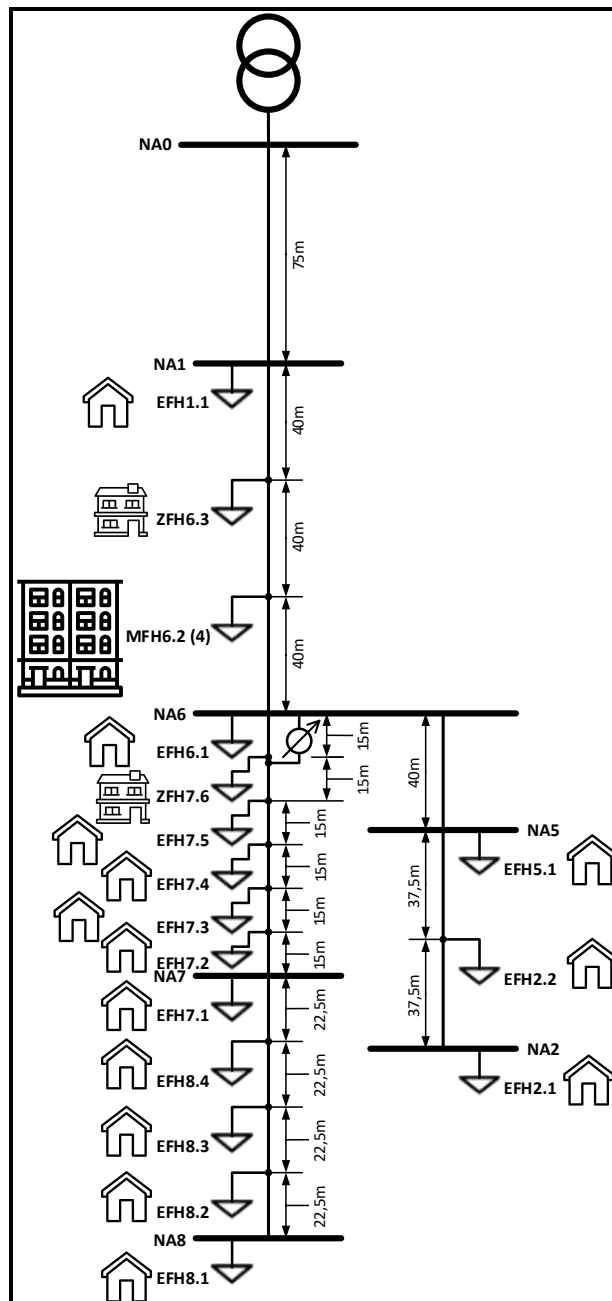 NA0
75m
NA1
EFH1.1
40m
ZFH6.3
40m
MFH6.2 (4)
40m
NA6
EFH6.1
15m
ZFH7.6
15m
40m
EFH7.5
15m
NA5
EFH5.1
EFH7.4
15m
37,5m
EFH7.3
15m
EFH7.2
15m
NA7
EFH2.2
EFH7.1
22,5m
37,5m
EFH8.4
22,5m
NA2
EFH2.1
EFH8.3
22,5m
EFH8.2
22,5m
NA8
EFH8.1